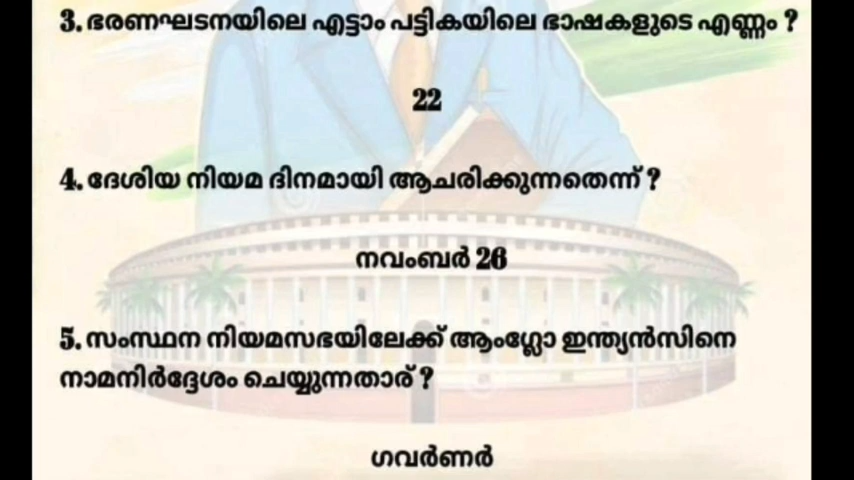 3. ഭരണഘടനയിലെ എട്ടാം പട്ടികയിലെ ഭാഷകളുടെ എണ്ണം ?
22
4. ദേശിയ നിയമ ദിനമായി ആചരിക്കുന്നതെന്ന് ?
നവംബർ 26
5. സംസ്ഥന നിയമസഭയിലേക്ക് ആംഗ്ലോ ഇന്ത്യൻസിനെ
നാമനിർദ്ദേശം ചെയ്യുന്നതാര് ?
ഗവർണർ